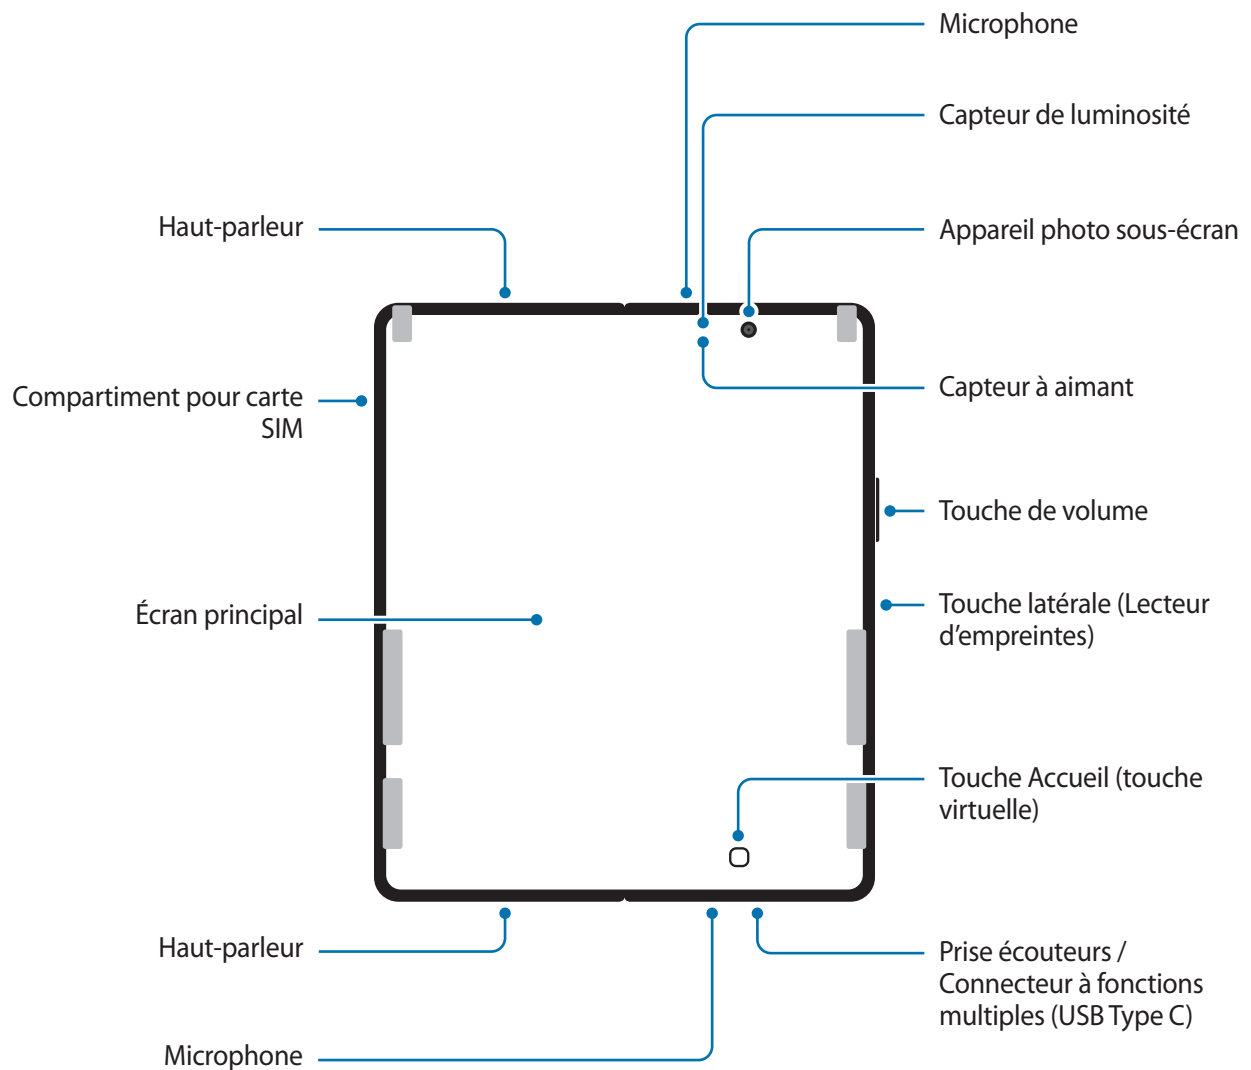 Microphone
Capteur de luminosité
Haut-parleur
Appareil photo sous-écran
Compartiment pour carte
SIM
Capteur à aimant
Touche de volume
Écran principal
Touche latérale (Lecteur
d’empreintes)
Touche Accueil (touche
virtuelle)
Haut-parleur
Prise écouteurs /
Connecteur à fonctions
multiples (USB Type C)
Microphone